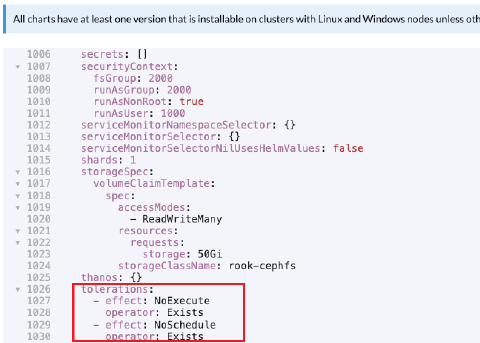 All charts have at least one version that is installable on clusters with Linux and Windows nodes unless oth
1006 secrets: []
1007 securityContext:
1008 fsGroup: 2000
1009 runAsGroup: 2000
1010 runAsNonRoot: true
1011 runAsUser: 1000
1012 serviceMonitorNamespaceSelector: {}
1013 serviceMonitorSelector: {}
1014 serviceMonitorSelectorNilUsesHelmValues: false
1015 shards: 1
1016 storageSpec:
1017 volumeClaimTemplate:
1018 spec:
1019 accessModes:
1020 - ReadWriteMany
1021 resources:
1022 requests:
1023 storage: 50Gi
1024 storageClassName: rook-cephfs
1025 thanos: {}
1026 tolerations:
1027 - effect: NoExecute
1028 operator: Exists
1029 - effect: NoSchedule
1030 operator: Exists